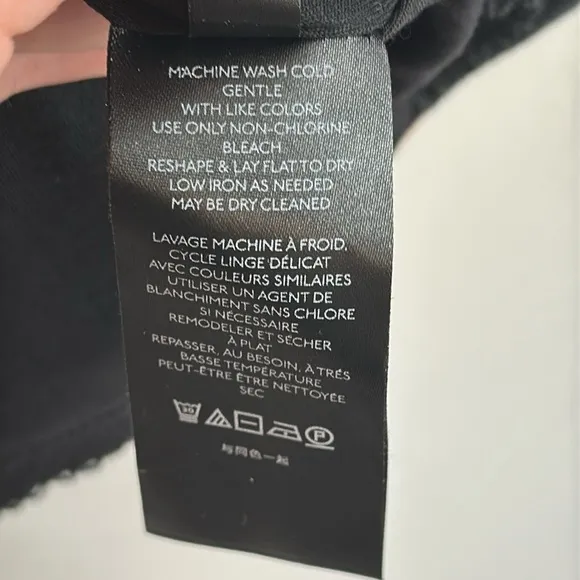 MACHINE WASH COLD
GENTLE
WITH LIKE COLORS
USE ONLY NON-CHLORINE
BLEACH
RESHAPE & LAY FLAT TO DRY
LOW IRON AS NEEDED
MAY BE DRY CLEANED
LAVAGE MACHINE À FROID,
CYCLE LINGE DÉLICAT
AVEC COULEURS SIMILAIRES
UTILISER UN AGENT DE
BLANCHIMENT SANS CHLORE
SI NÉCESSAIRE
REMODELER ET SÉCHER
À PLAT
REPASSER, AU BESOIN, À TRÉS
BASSE TEMPÉRATURE
PEUT-ÊTRE ÊTRE NETTOYÉE
SEC
30 P
与同色一起